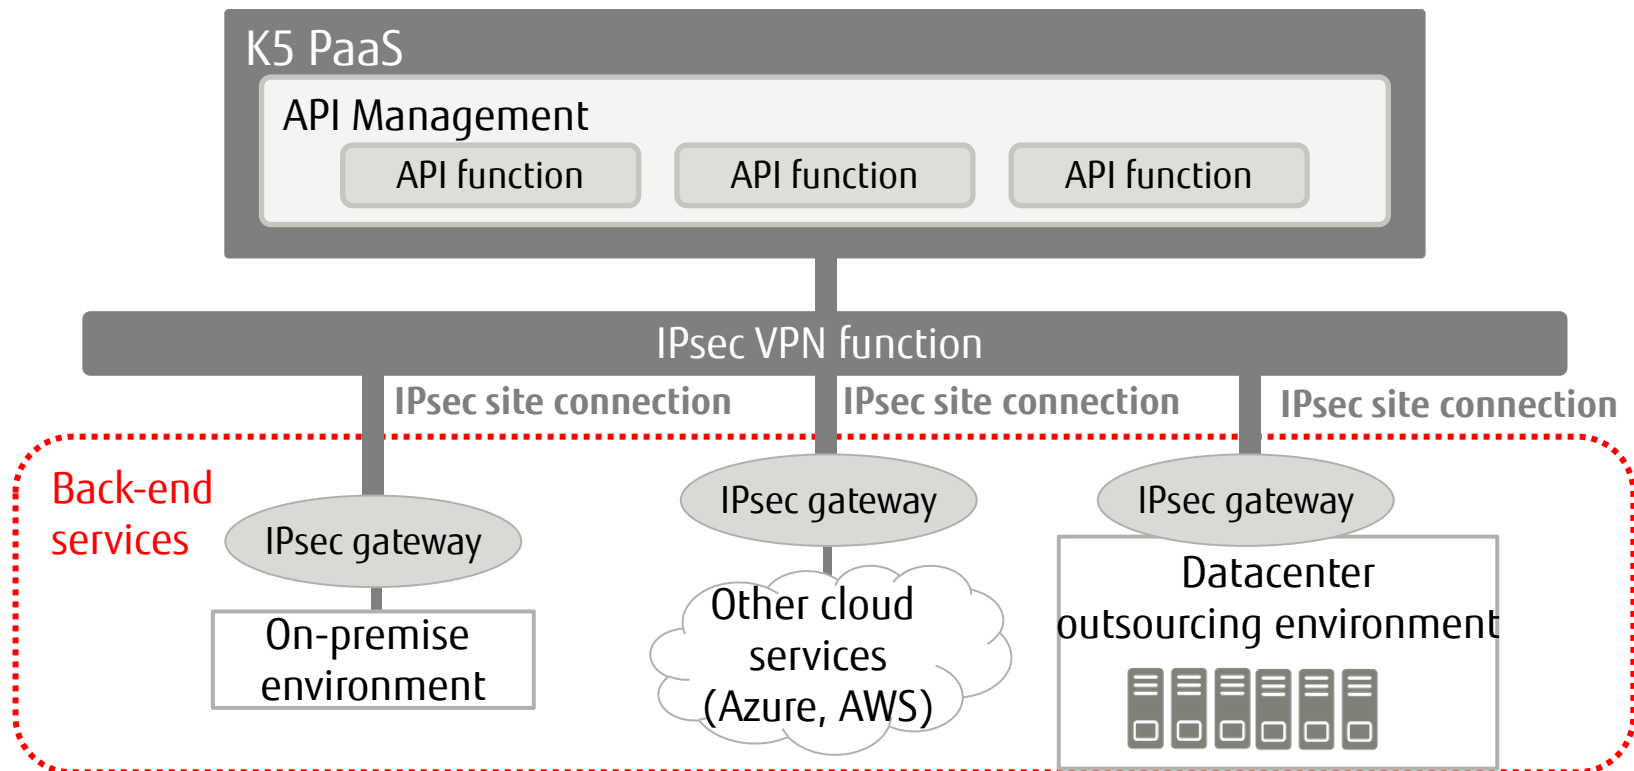 K5 PaaS
API Management
API function
API function
API function
IPsec VPN function
IPsec site connection
IPsec site connection
IPsec site connection
Back-end
services
IPsec gateway
IPsec gateway
IPsec gateway
On-premise
environment
Other cloud
services
(Azure, AWS)
Datacenter
outsourcing environment